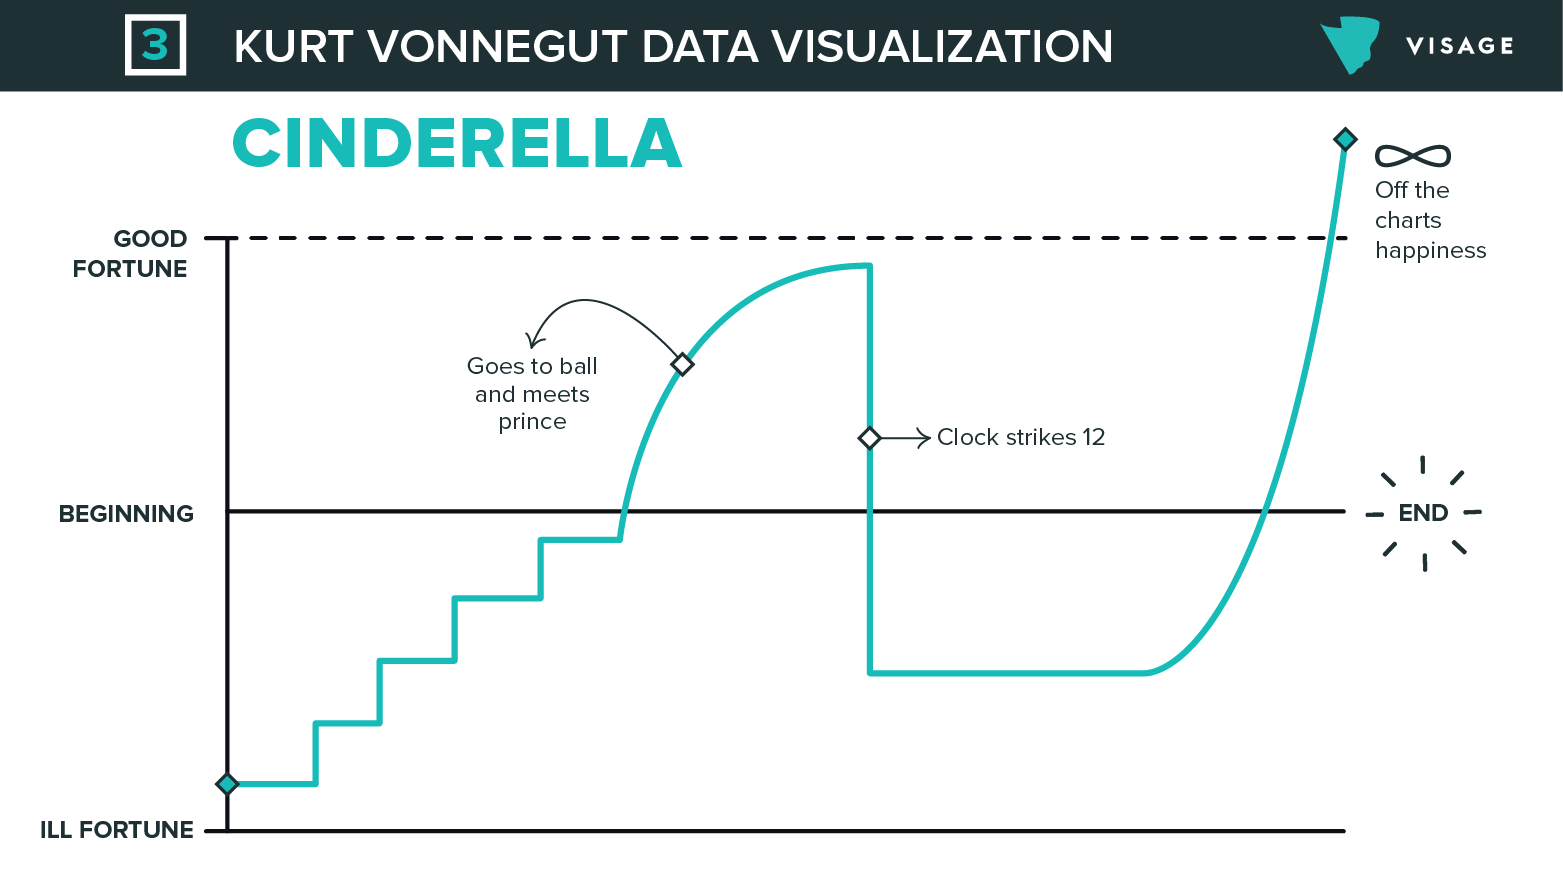 3 KURT VONNEGUT DATA VISUALIZATION
VISAGE
CINDERELLA
GOOD
FORTUNE
∞
Off the
charts
happiness
Goes to ball
and meets
prince
Clock strikes 12
BEGINNING
END
ILL FORTUNE